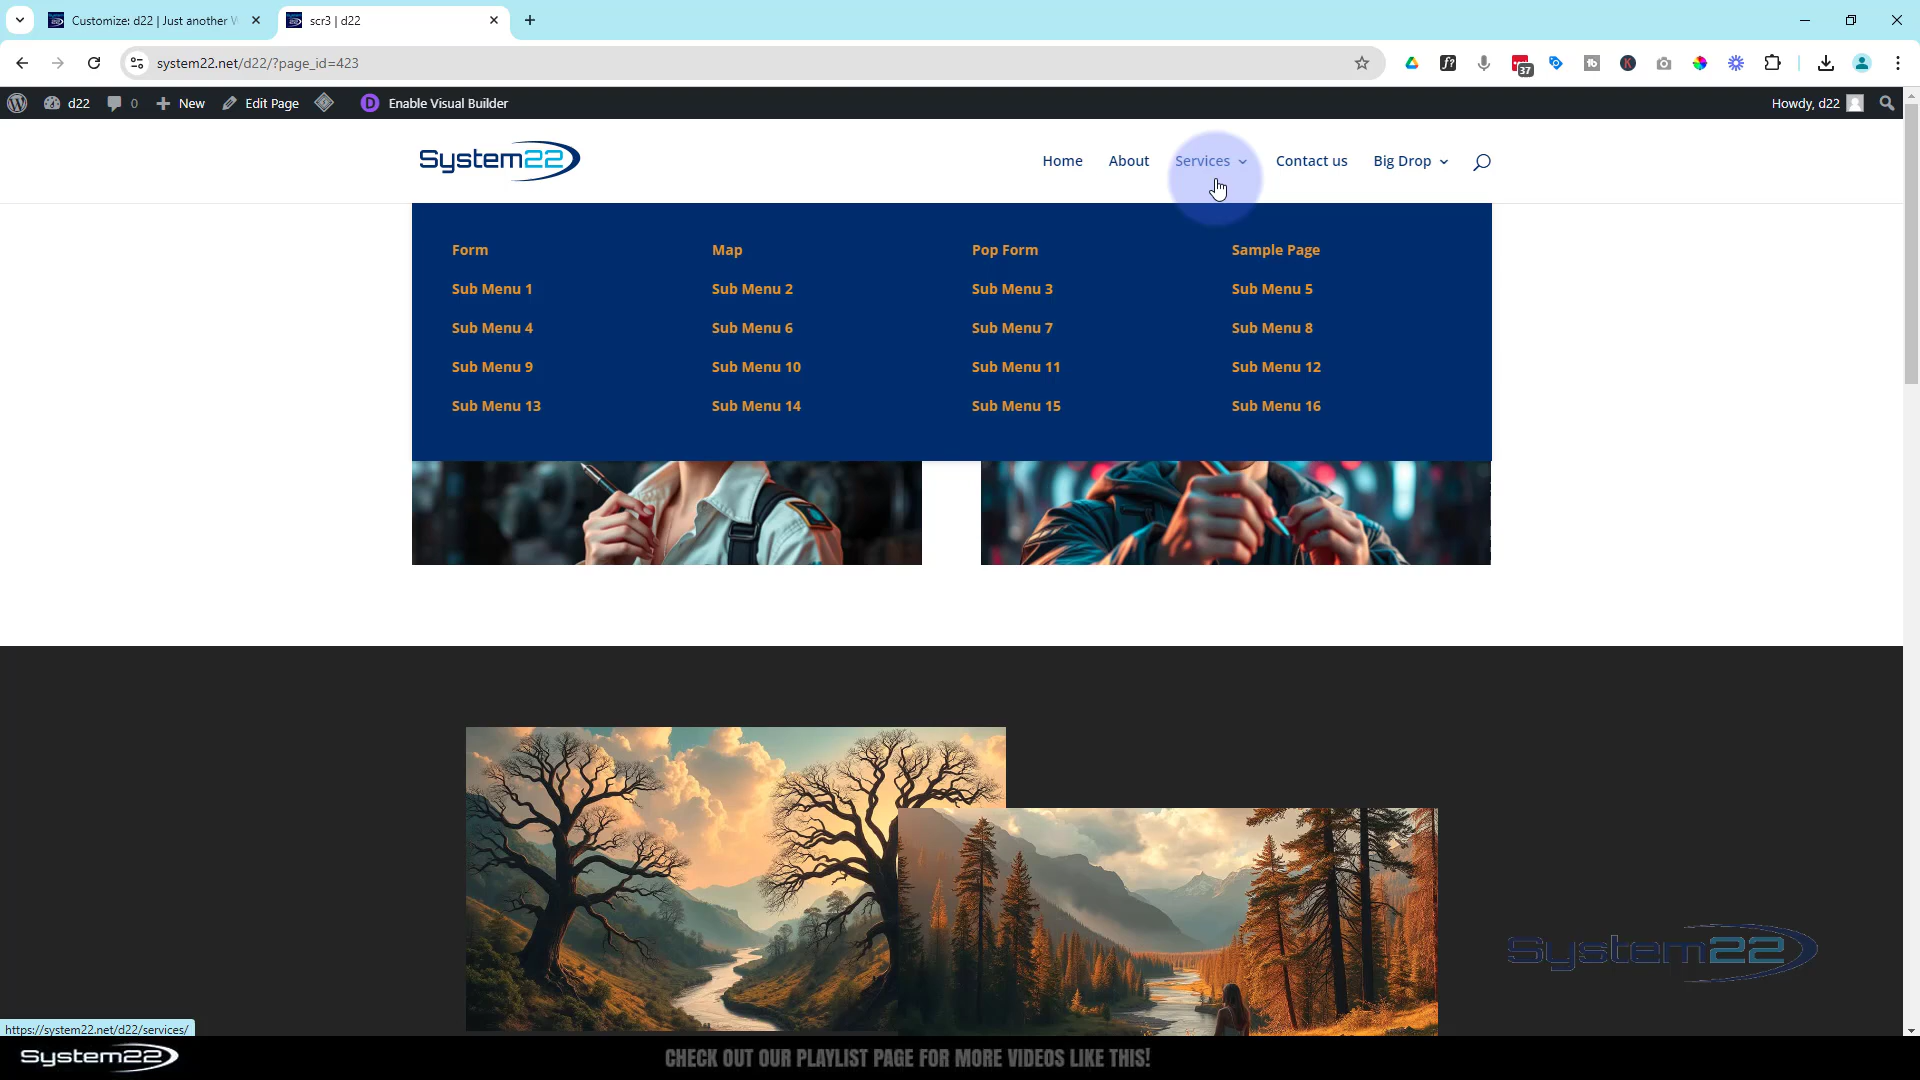 Customize: d22 | Just another W
scr3 | d22
system22.net/d22/?page_id=423
37
d22
0
New
Edit Page
D
Enable Visual Builder
Howdy, d22
System22
Home
About
Services
Contact us
Big Drop
Form
Map
Pop Form
Sample Page
Sub Menu 1
Sub Menu 2
Sub Menu 3
Sub Menu 5
Sub Menu 4
Sub Menu 6
Sub Menu 7
Sub Menu 8
Sub Menu 9
Sub Menu 10
Sub Menu 11
Sub Menu 12
Sub Menu 13
Sub Menu 14
Sub Menu 15
Sub Menu 16
System22
https://system22.net/d22/services/
System22
CHECK OUT OUR PLAYLIST PAGE FOR MORE VIDEOS LIKE THIS!